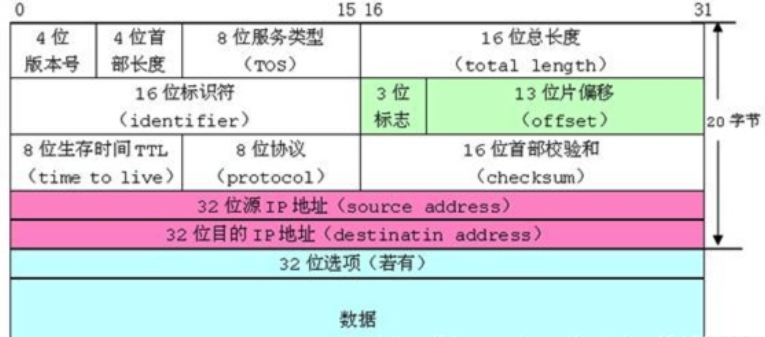 0 15 16 31
4 位 4 位首 8 位服务类型 16 位总长度
版本号 部长度 (TOS) (total length)
16 位标识符 3 位 13 位片偏移
(identifier) 标志 (offset) 20 字节
8 位生存时间 TTL 8 位协议 16 位首部校验和
(time to live) (protocol) (checksum)
32 位源 IP 地址 (source address)
32 位目的 IP 地址 (destinatin address)
32 位选项 (若有)
数据